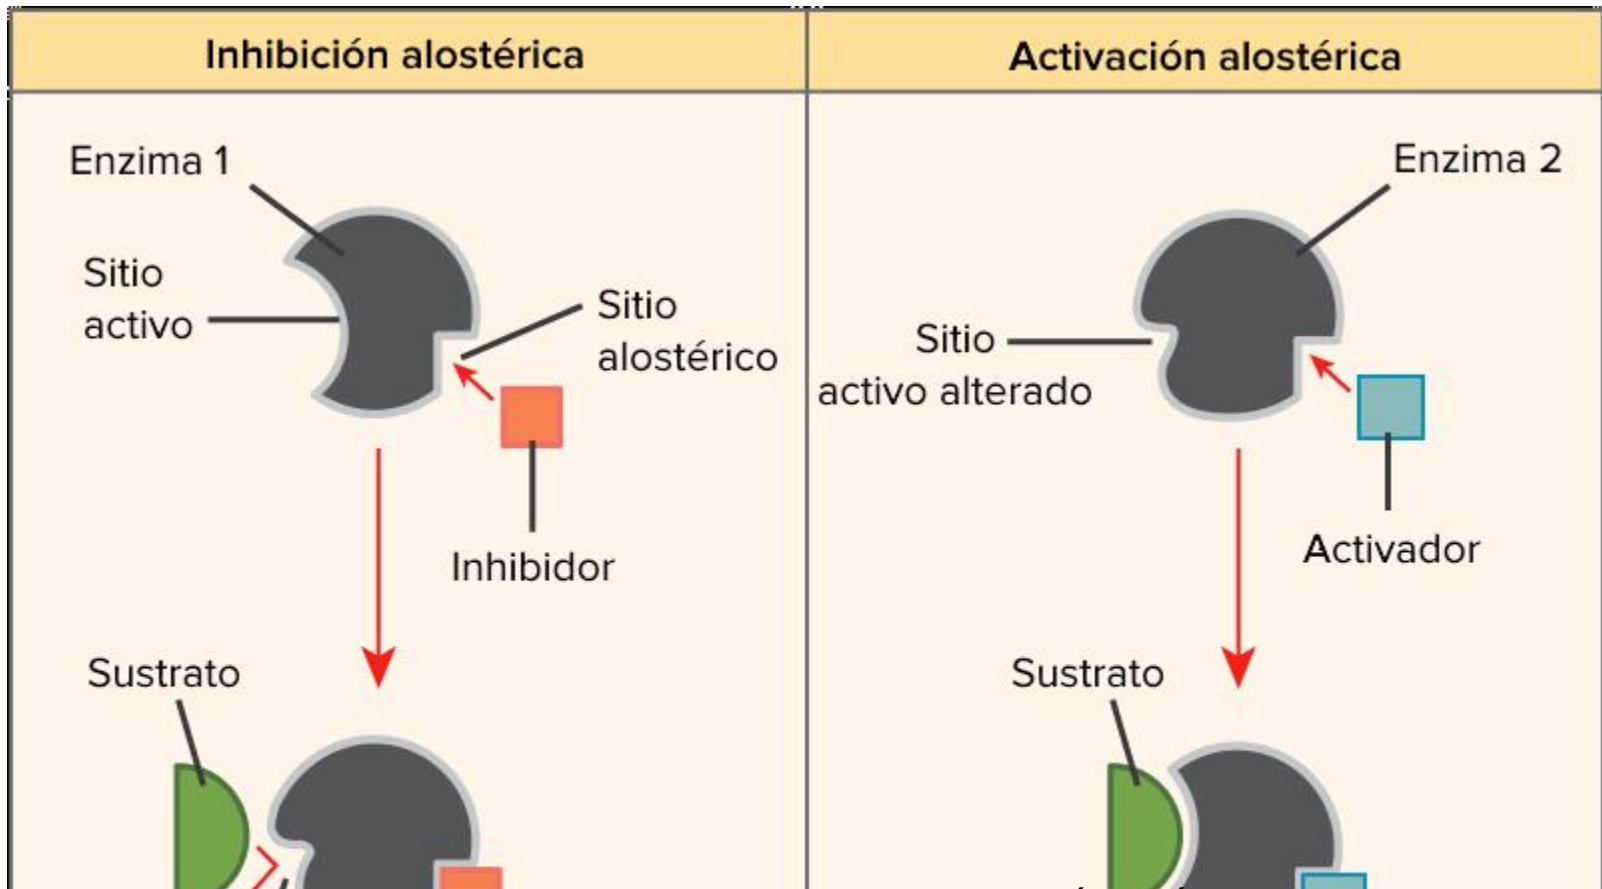 Inhibición alostérica
Activación alostérica
Enzima 1
Sitio
activo
Sitio
alostérico
Inhibidor
Sustrato
Enzima 2
Sitio
activo alterado
Activador
Sustrato